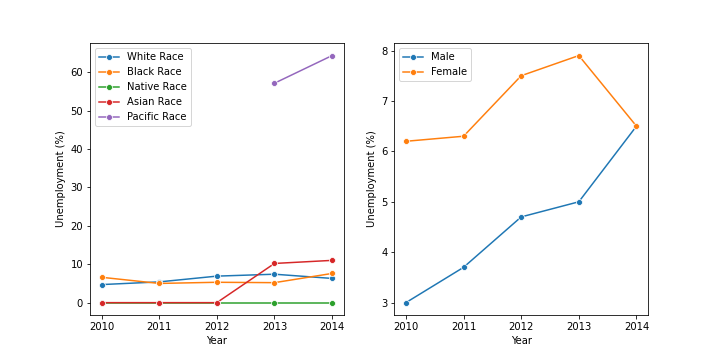 White Race
Black Race
Native Race
Asian Race
Pacific Race
60
50
40
30
20
10
0
Unemployment (%)
2010 2011 2012 2013 2014
Year
Male
Female
8
7
6
5
4
3
Unemployment (%)
2010 2011 2012 2013 2014
Year